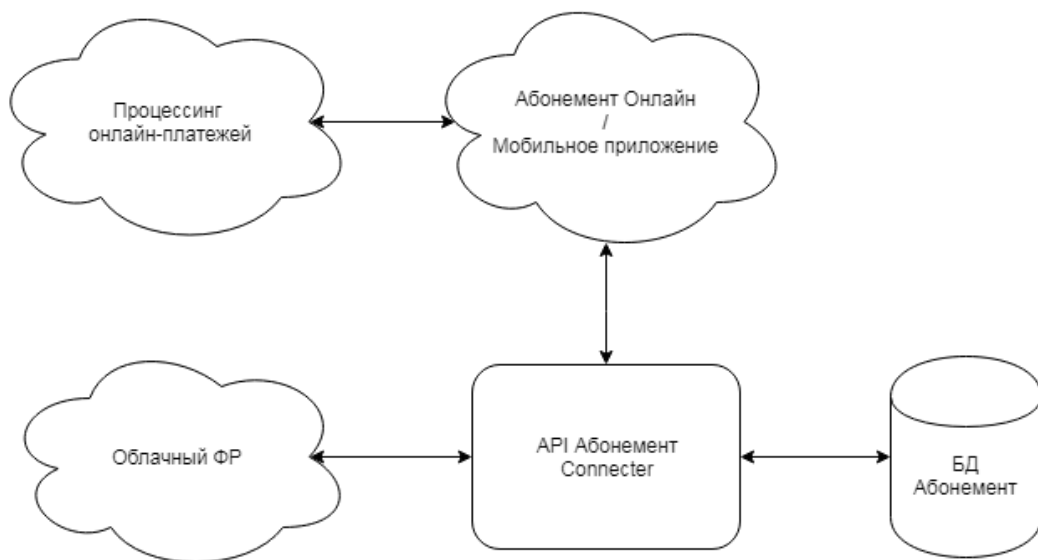 Процессинг
онлайн-платежей
Абонемент Онлайн
/
Мобильное приложение
Облачный ФР
API Абонемент
Connecter
БД
Абонемент